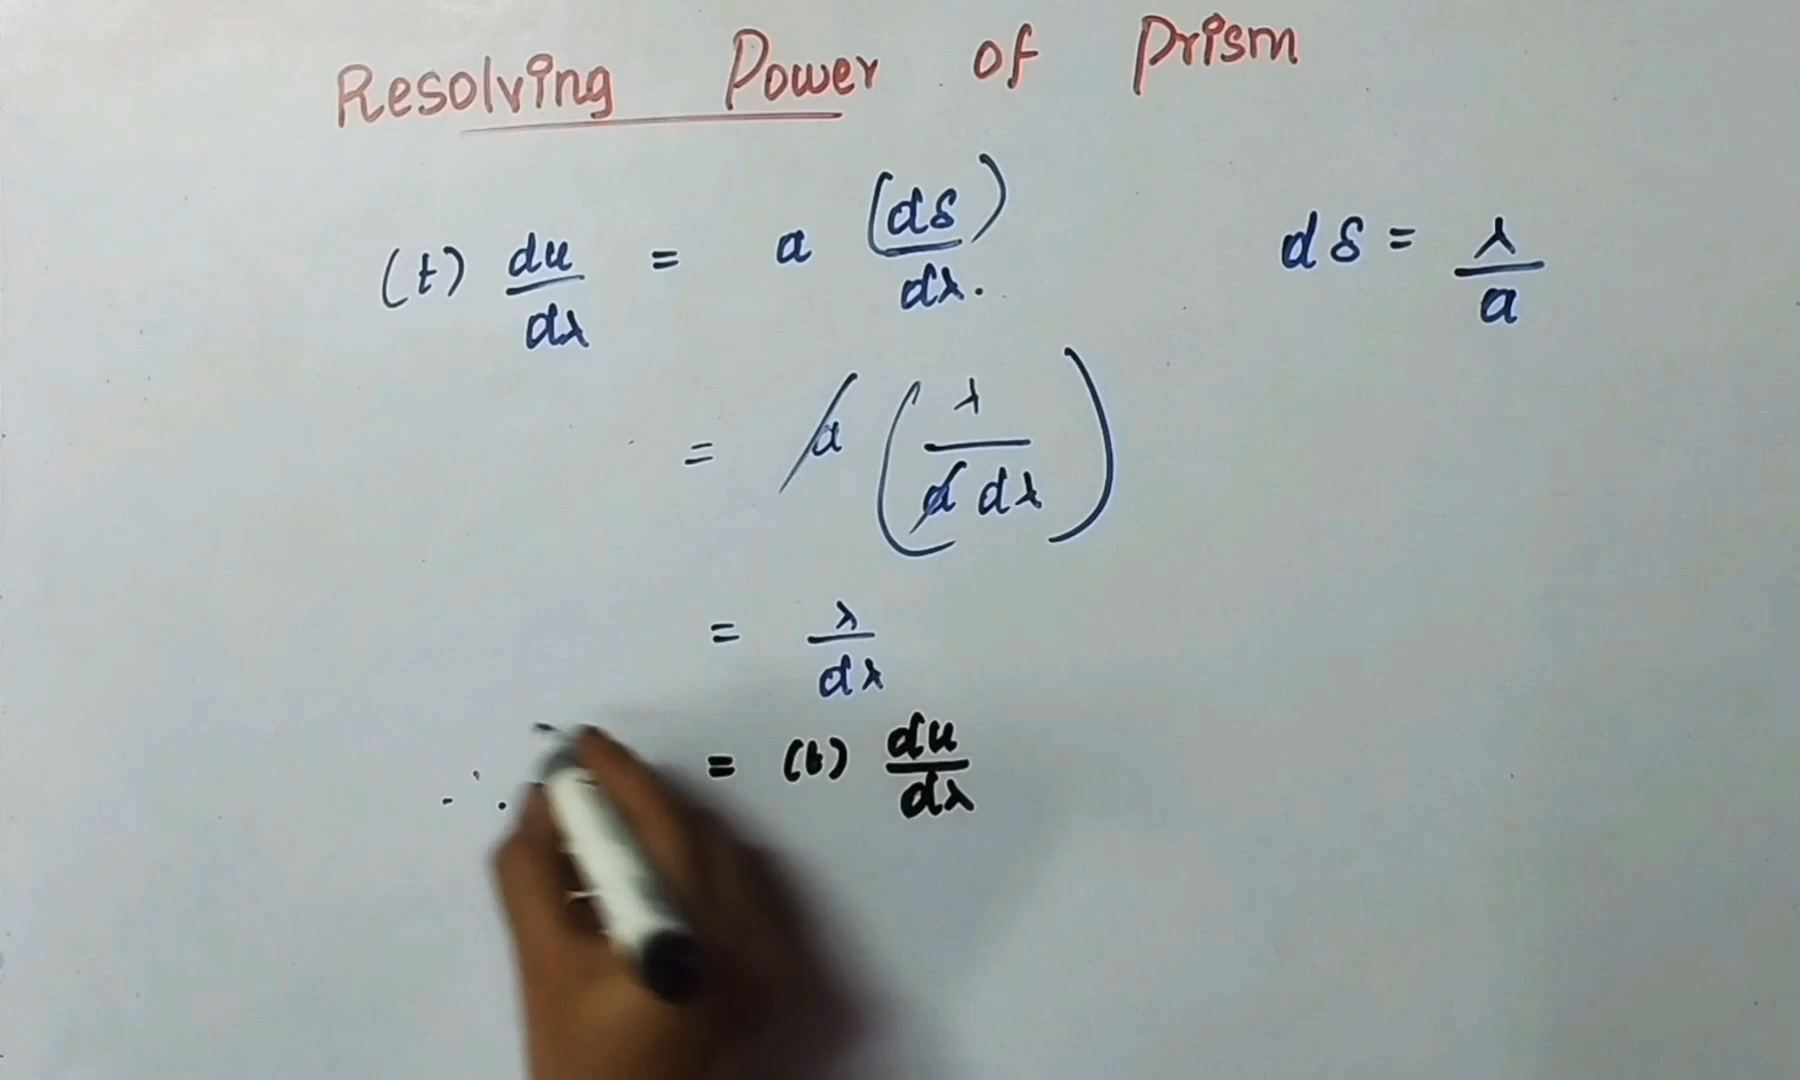 Resolving Power of Prism
(t) du/dλ = a (dδ/dλ) dδ = λ/a
= a (λ/a dλ)
= λ/dλ
∴ = (t) du/dλ